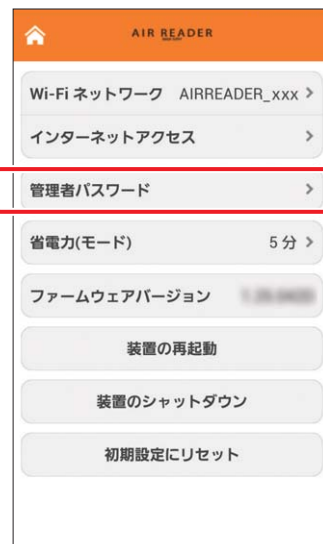 AIR READER
Wi-Fi ネットワーク AIRREADER_xxx >
インターネットアクセス >
管理者パスワード >
省電力(モード) 5 分 >
ファームウェアバージョン
装置の再起動
装置のシャットダウン
初期設定にリセット